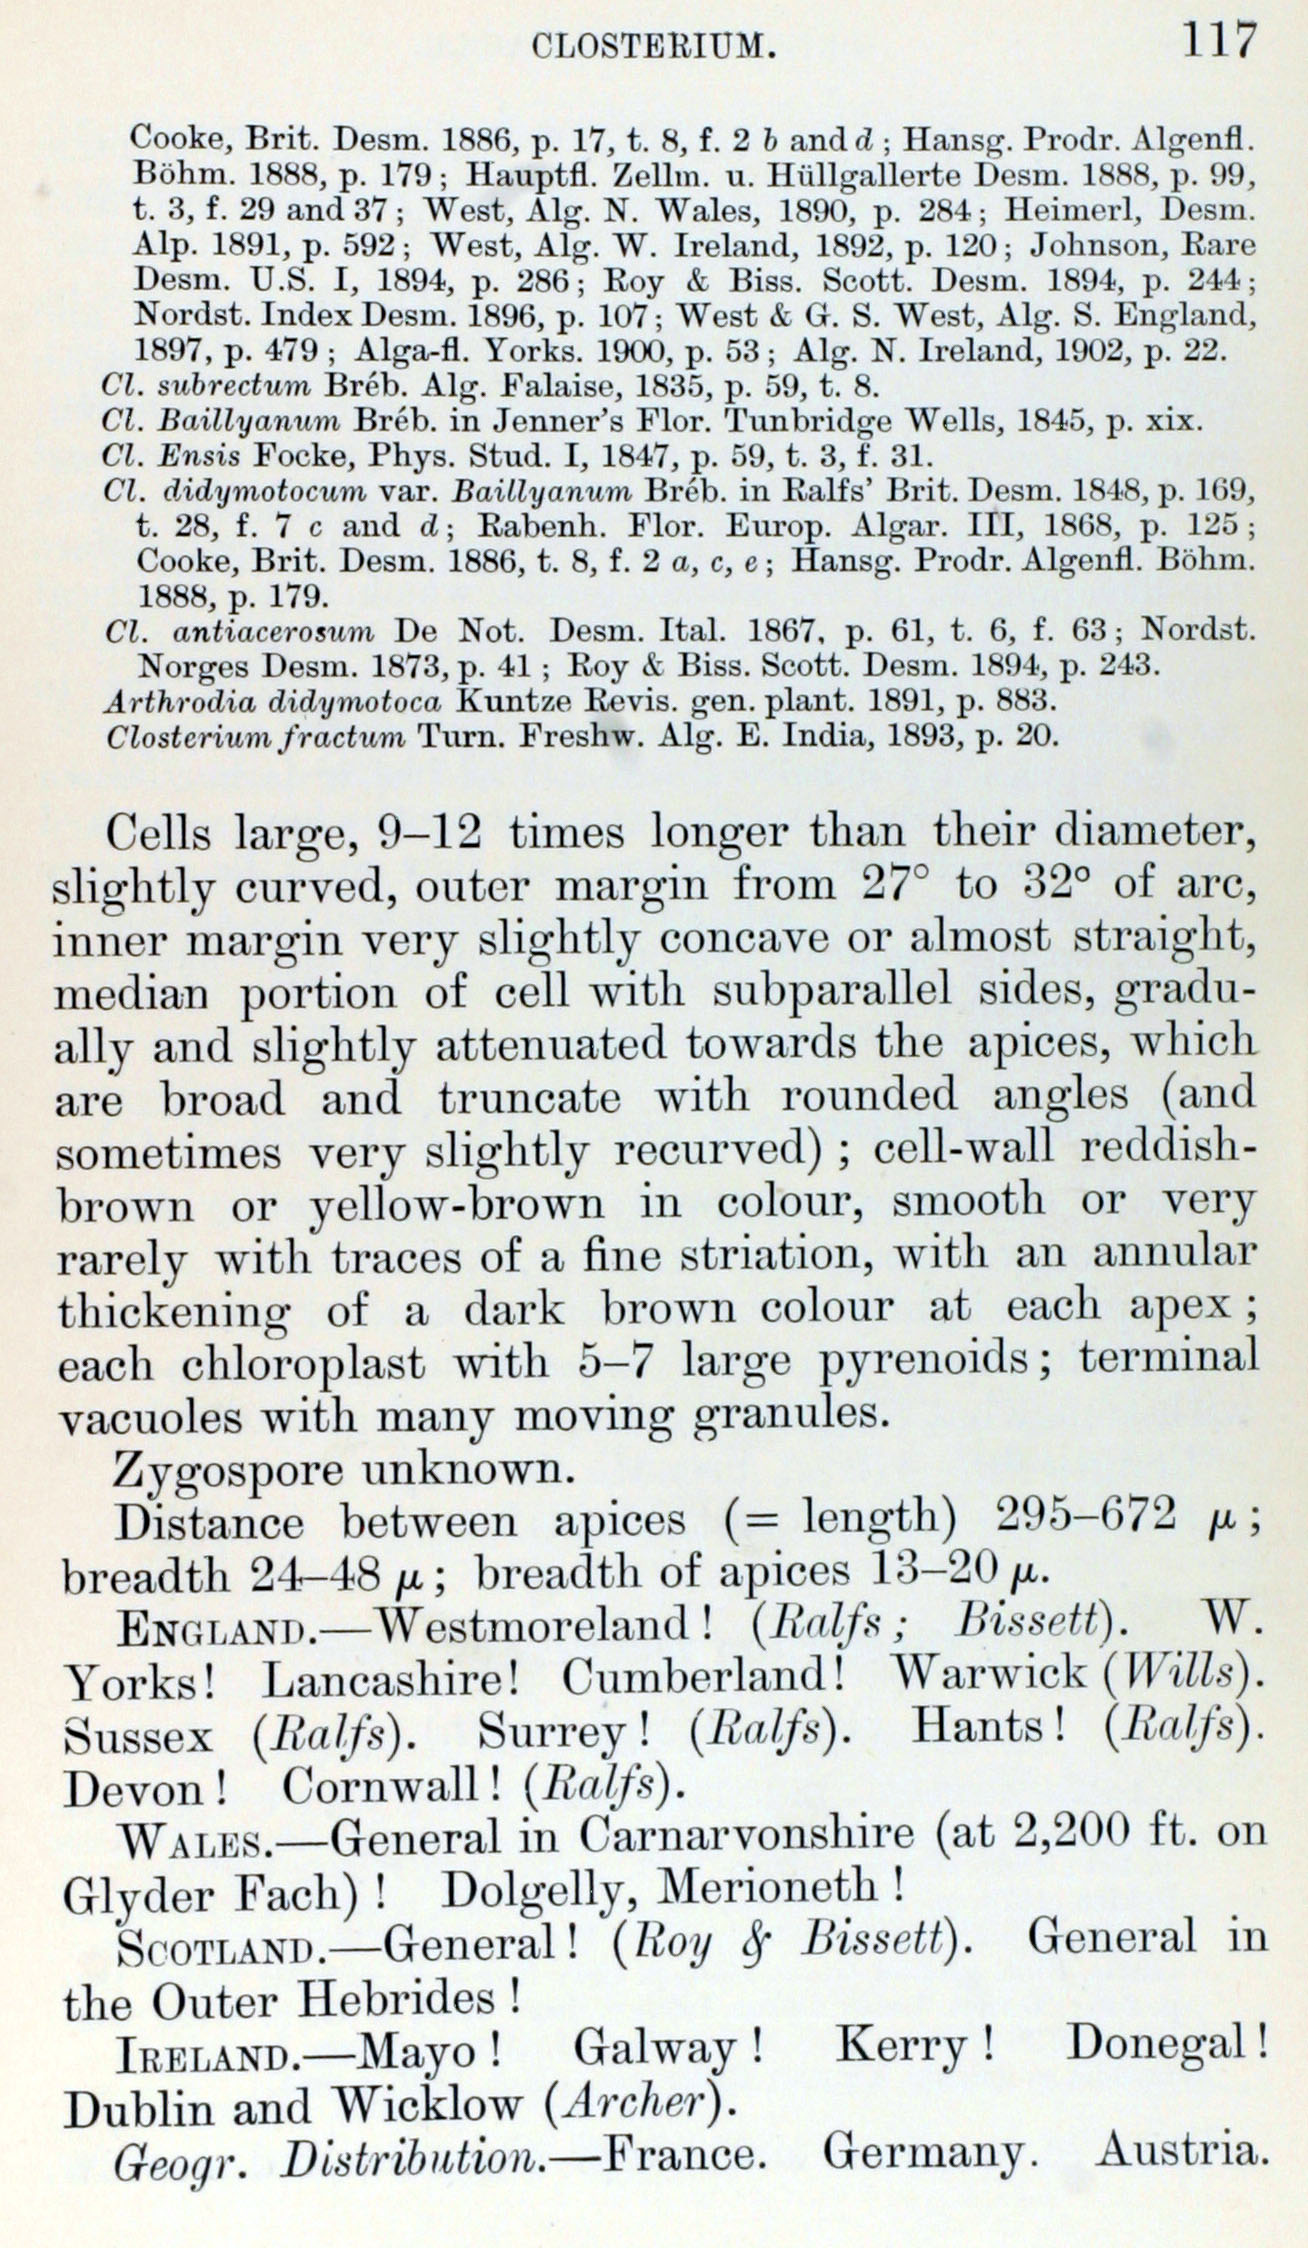 CLOSTERIUM. 117
Cooke, Brit. Desm. 1886, p. 17, t. 8, f. 2 b and d; Hansg. Prodr. Algenfl.
Böhm. 1888, p. 179; Hauptfl. Zellm. u. Hüllgallerte Desm. 1888, p. 99,
t. 3, f. 29 and 37; West, Alg. N. Wales, 1890, p. 284; Heimerl, Desm.
Alp. 1891, p. 592; West, Alg. W. Ireland, 1892, p. 120; Johnson, Rare
Desm. U.S. I, 1894, p. 286; Roy & Biss. Scott. Desm. 1894, p. 244;
Nordst. Index Desm. 1896, p. 107; West & G. S. West, Alg. S. England,
1897, p. 479; Alga-fl. Yorks. 1900, p. 53; Alg. N. Ireland, 1902, p. 22.
Cl. subrectum Bréb. Alg. Falaise, 1835, p. 59, t. 8.
Cl. Baillyanum Bréb. in Jenner's Flor. Tunbridge Wells, 1845, p. xix.
Cl. Ensis Focke, Phys. Stud. I, 1847, p. 59, t. 3, f. 31.
Cl. didymotocum var. Baillyanum Bréb. in Ralfs' Brit. Desm. 1848, p. 169,
t. 28, f. 7 c and d; Rabenh. Flor. Europ. Algar. III, 1868, p. 125;
Cooke, Brit. Desm. 1886, t. 8, f. 2 a, c, e; Hansg. Prodr. Algenfl. Böhm.
1888, p. 179.
Cl. antiacerosum De Not. Desm. Ital. 1867, p. 61, t. 6, f. 63; Nordst.
Norges Desm. 1873, p. 41; Roy & Biss. Scott. Desm. 1894, p. 243.
Arthrodia didymotoca Kuntze Revis. gen. plant. 1891, p. 883.
Closterium fractum Turn. Freshw. Alg. E. India, 1893, p. 20.
Cells large, 9–12 times longer than their diameter,
slightly curved, outer margin from 27° to 32° of arc,
inner margin very slightly concave or almost straight,
median portion of cell with subparallel sides, gradu-
ally and slightly attenuated towards the apices, which
are broad and truncate with rounded angles (and
sometimes very slightly recurved); cell-wall reddish-
brown or yellow-brown in colour, smooth or very
rarely with traces of a fine striation, with an annular
thickening of a dark brown colour at each apex;
each chloroplast with 5–7 large pyrenoids; terminal
vacuoles with many moving granules.
Zygospore unknown.
Distance between apices (= length) 295–672 μ;
breadth 24–48 μ; breadth of apices 13–20 μ.
ENGLAND.—Westmoreland! (Ralfs; Bissett). W.
Yorks! Lancashire! Cumberland! Warwick (Wills).
Sussex (Ralfs). Surrey! (Ralfs). Hants! (Ralfs).
Devon! Cornwall! (Ralfs).
WALES.—General in Carnarvonshire (at 2,200 ft. on
Glyder Fach)! Dolgelly, Merioneth!
SCOTLAND.—General! (Roy & Bissett). General in
the Outer Hebrides!
IRELAND.—Mayo! Galway! Kerry! Donegal!
Dublin and Wicklow (Archer).
Geogr. Distribution.—France. Germany. Austria.